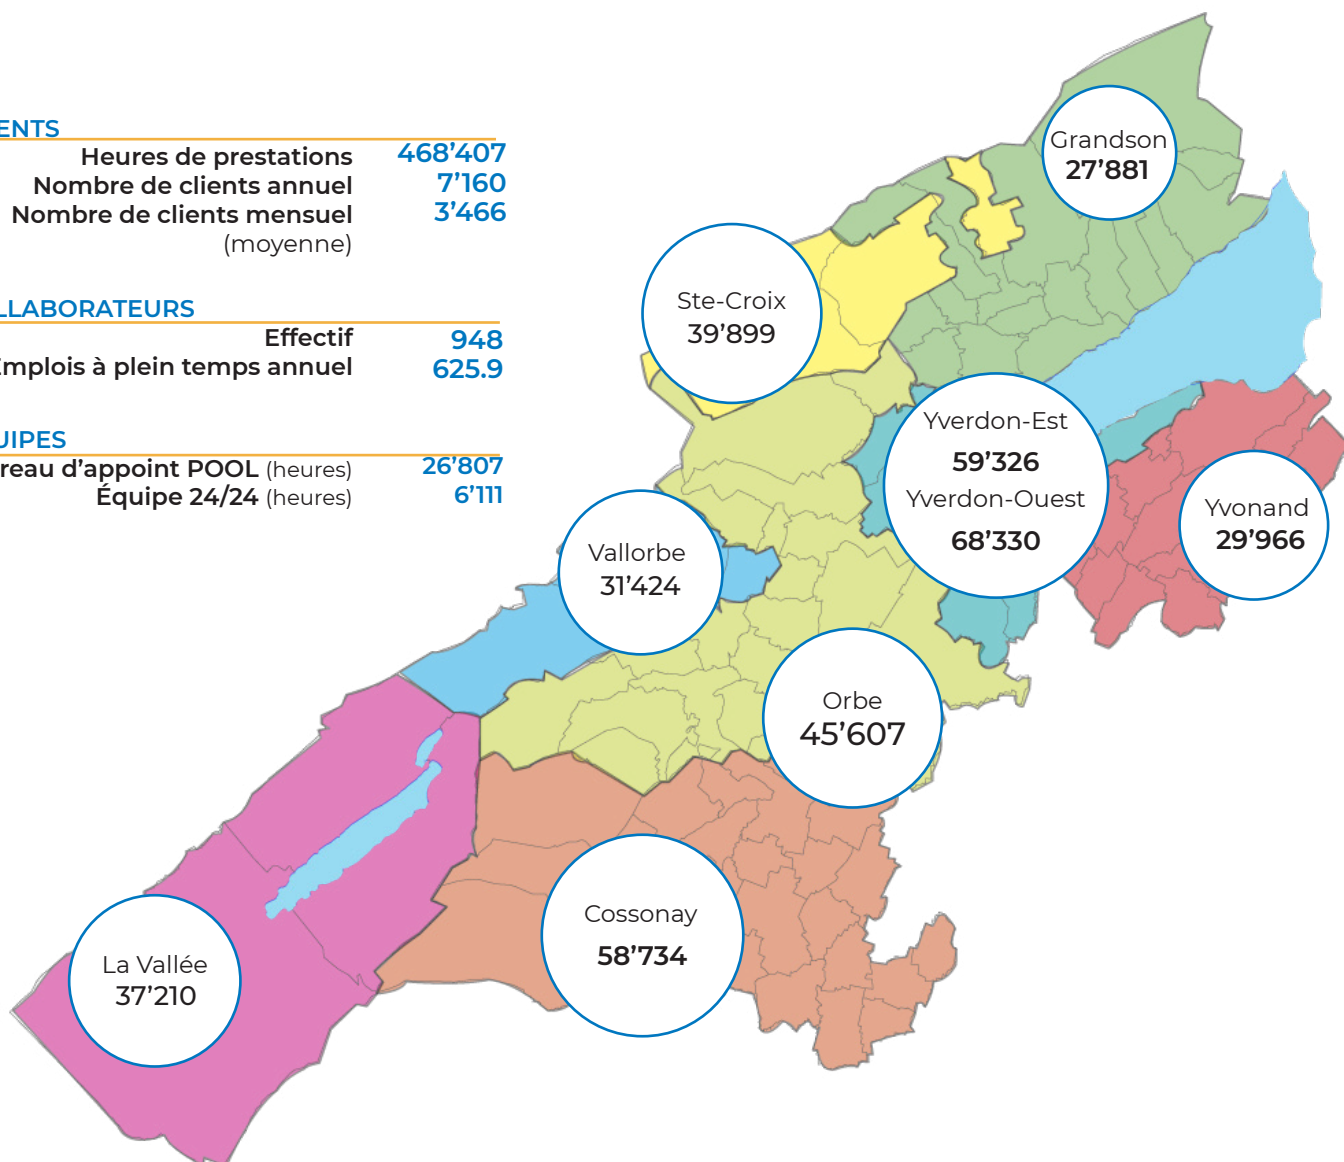 ENTS
Heures de prestations 468’407
Nombre de clients annuel 7’160
Nombre de clients mensuel 3’466
(moyenne)
LLABORATEURS
Effectif 948
Emplois à plein temps annuel 625.9
UIPES
reau d’appoint POOL (heures) 26’807
Équipe 24/24 (heures) 6’111
Grandson
27’881
Ste-Croix
39’899
Yverdon-Est
59’326
Yverdon-Ouest
68’330
Yvonand
29’966
Vallorbe
31’424
Orbe
45’607
Cossonay
58’734
La Vallée
37’210